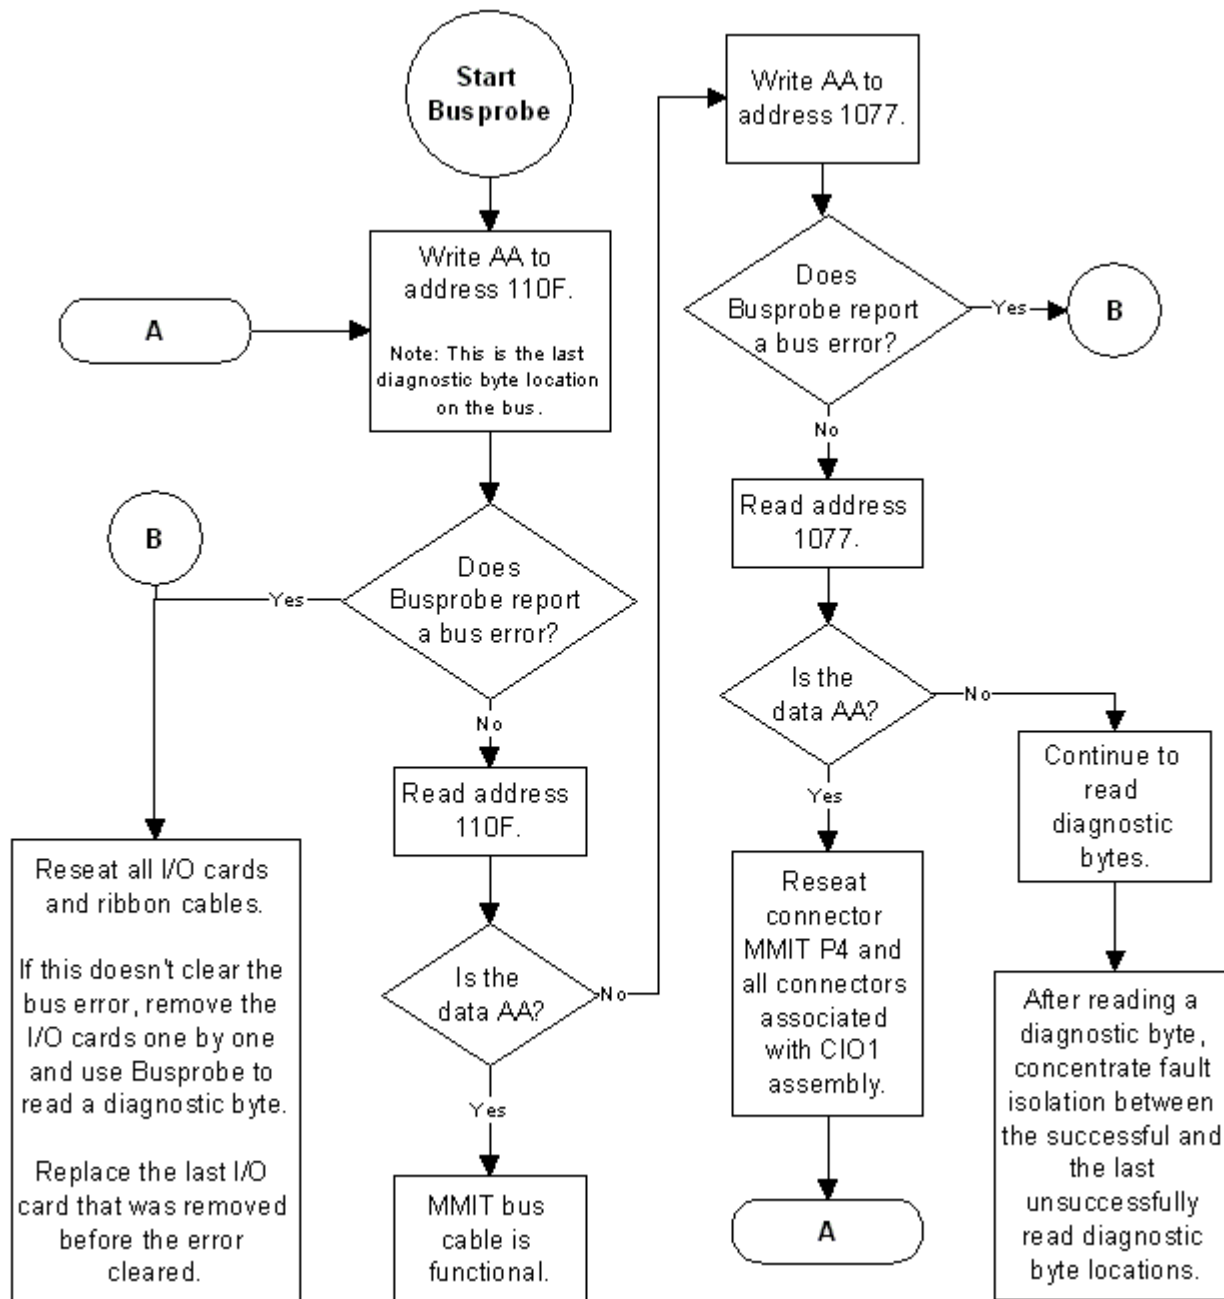 Start
Busprobe
Write AA to
address 110F.
Note: This is the last
diagnostic byte location
on the bus.
A
B
Does
Busprobe report
a bus error?
Yes
No
Reseat all I/O cards
and ribbon cables.
If this doesn't clear the
bus error, remove the
I/O cards one by one
and use Busprobe to
read a diagnostic byte.
Replace the last I/O
card that was removed
before the error
cleared.
Read address
110F.
Is the
data AA?
No
Yes
MMIT bus
cable is
functional.
Write AA to
address 1077.
Does
Busprobe report
a bus error?
Yes
B
No
Read address
1077.
Is the
data AA?
No
Yes
Reseat
connector
MMIT P4 and
all connectors
associated
with CIO1
assembly.
A
Continue to
read
diagnostic
bytes.
After reading a
diagnostic byte,
concentrate fault
isolation between
the successful and
the last
unsuccessfully
read diagnostic
byte locations.